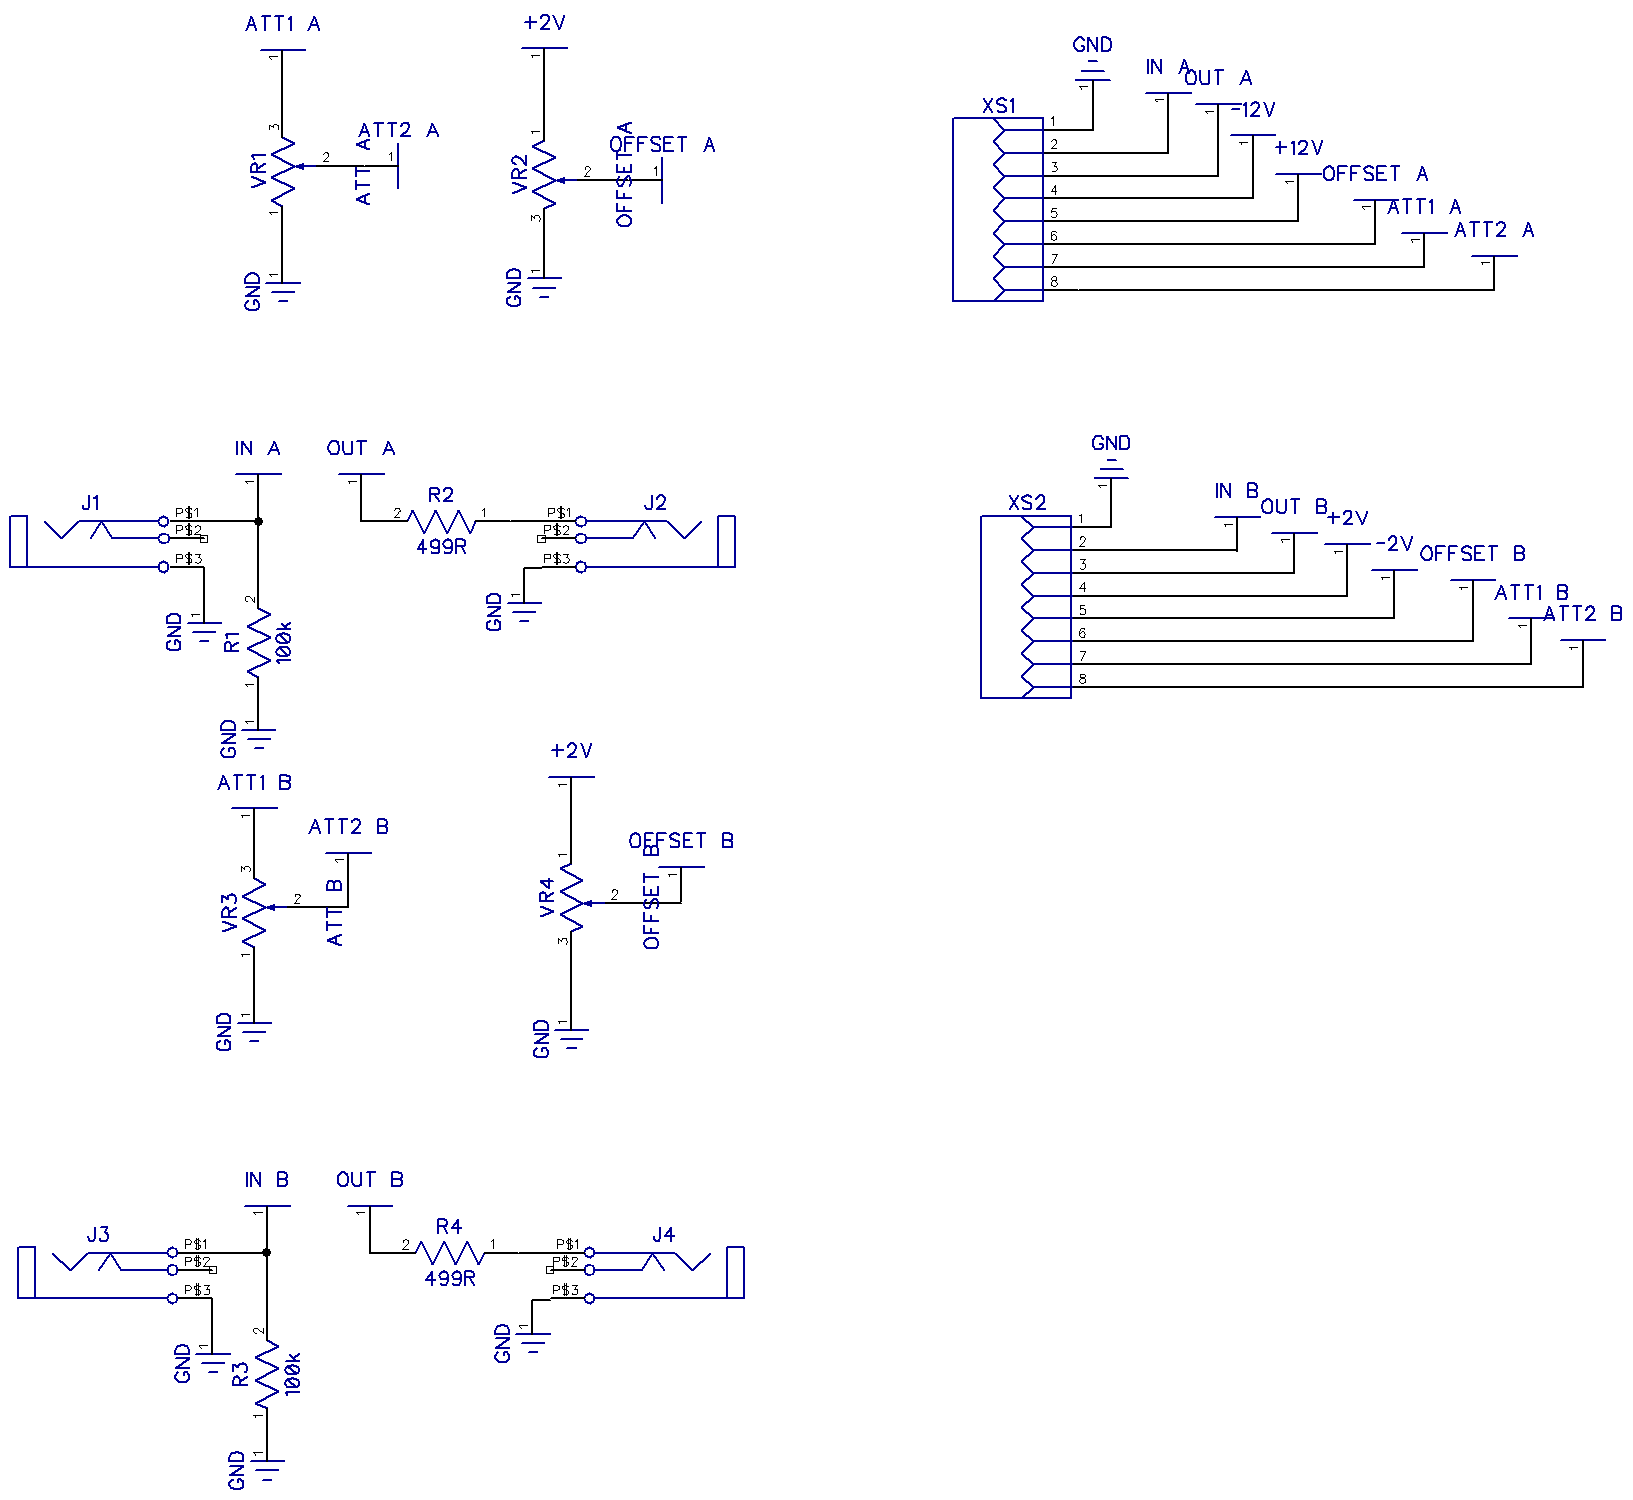 ATT1 A
1
3
VR1
2
ATT A
1
ATT2 A
1
1
GND
+2V
1
1
VR2
2
OFFSET A
1
OFFSET A
3
1
GND
XS1
GND
1
IN A
1
OUT A
1
-12V
1
+12V
1
OFFSET A
1
ATT1 A
1
ATT2 A
1
1
2
3
4
5
6
7
8
IN A
1
J1
P$1
P$2
P$3
1
GND
2
R1
100k
1
1
GND
OUT A
1
2
R2
1
499R
P$1
P$2
P$3
J2
1
GND
XS2
GND
1
IN B
1
OUT B
1
+2V
1
-2V
1
OFFSET B
1
ATT1 B
1
ATT2 B
1
1
2
3
4
5
6
7
8
ATT1 B
1
3
VR3
2
ATT B
ATT2 B
1
1
1
GND
+2V
1
1
VR4
2
OFFSET B
OFFSET B
1
3
1
GND
IN B
1
J3
P$1
P$2
P$3
1
GND
2
R3
100k
1
1
GND
OUT B
1
2
R4
1
499R
P$1
P$2
P$3
J4
1
GND